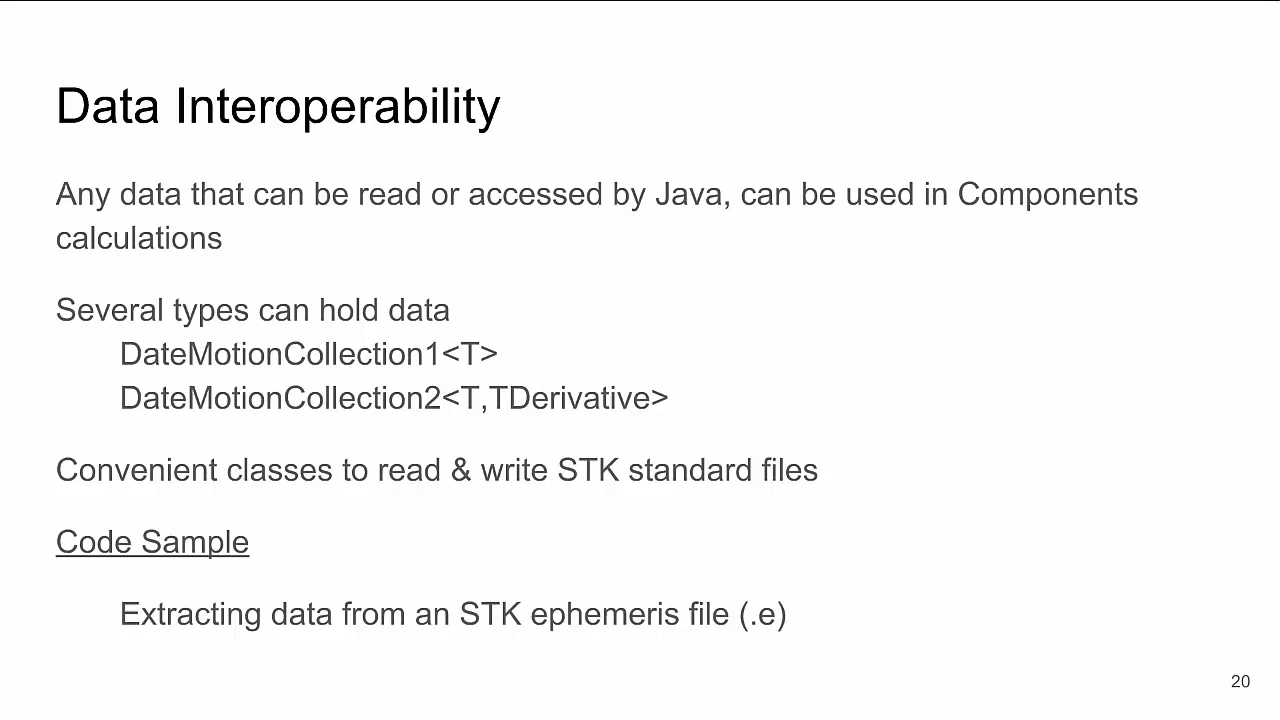 Data Interoperability
Any data that can be read or accessed by Java, can be used in Components
calculations
Several types can hold data
DateMotionCollection1<T>
DateMotionCollection2<T,TDerivative>
Convenient classes to read & write STK standard files
Code Sample
Extracting data from an STK ephemeris file (.e)
20